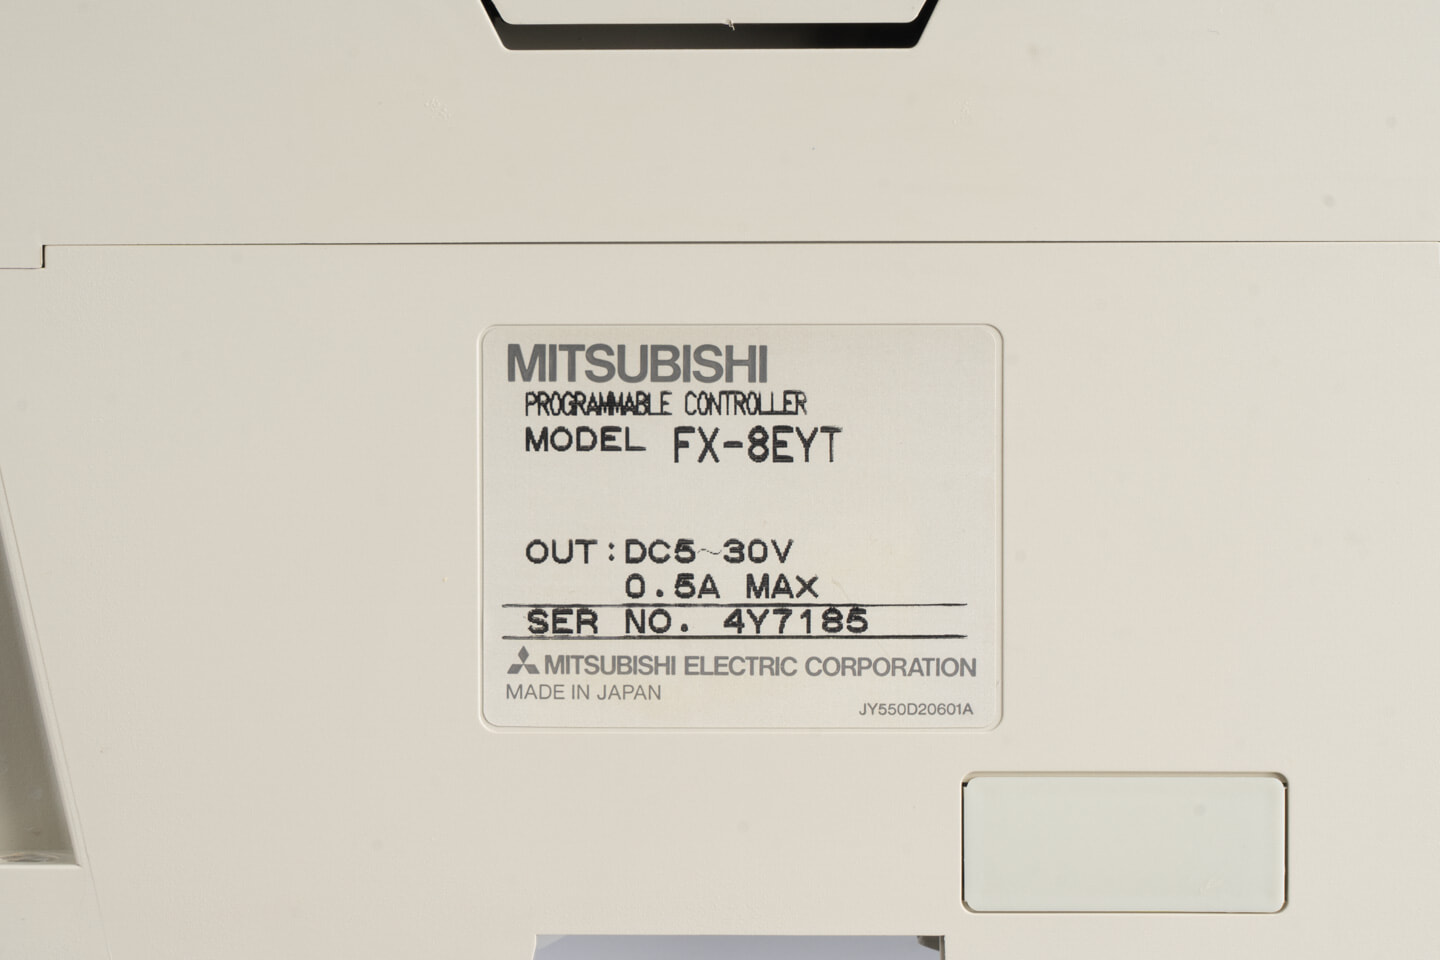 MITSUBISHI
PROGRAMMABLE CONTROLLER
MODEL FX-8EYT
OUT:DC5~30V
0.5A MAX
SER NO. 4Y7185
MITSUBISHI ELECTRIC CORPORATION
MADE IN JAPAN
JY550D20601A